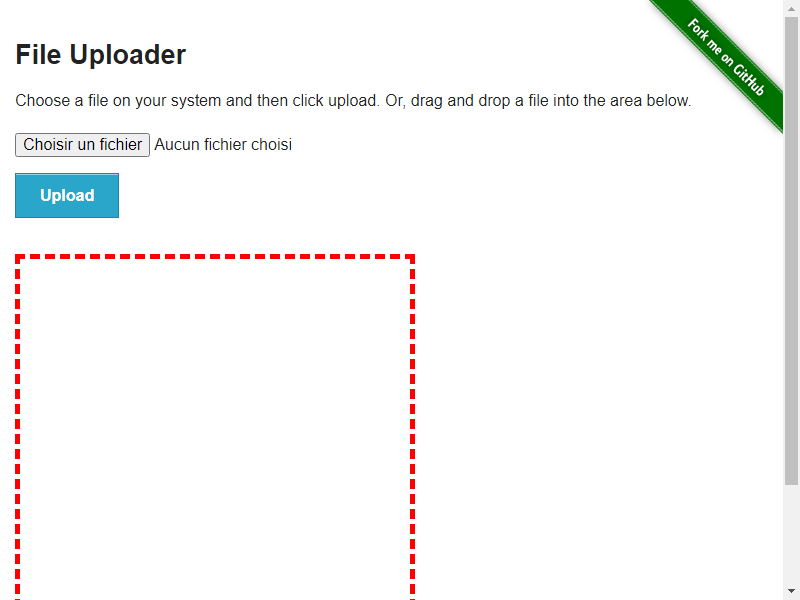 File Uploader
Choose a file on your system and then click upload. Or, drag and drop a file into the area below.
Choisir un fichier Aucun fichier choisi
Upload
Fork me on GitHub